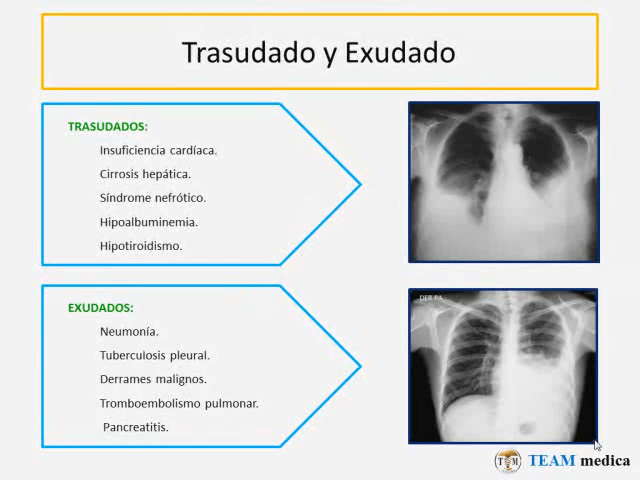 Trasudado y Exudado
TRASUDADOS:
Insuficiencia cardíaca.
Cirrosis hepática.
Síndrome nefrótico.
Hipoalbuminemia.
Hipotiroidismo.
EXUDADOS:
Neumonía.
Tuberculosis pleural.
Derrames malignos.
Tromboembolismo pulmonar.
Pancreatitis.
DER PA
TEAM medica